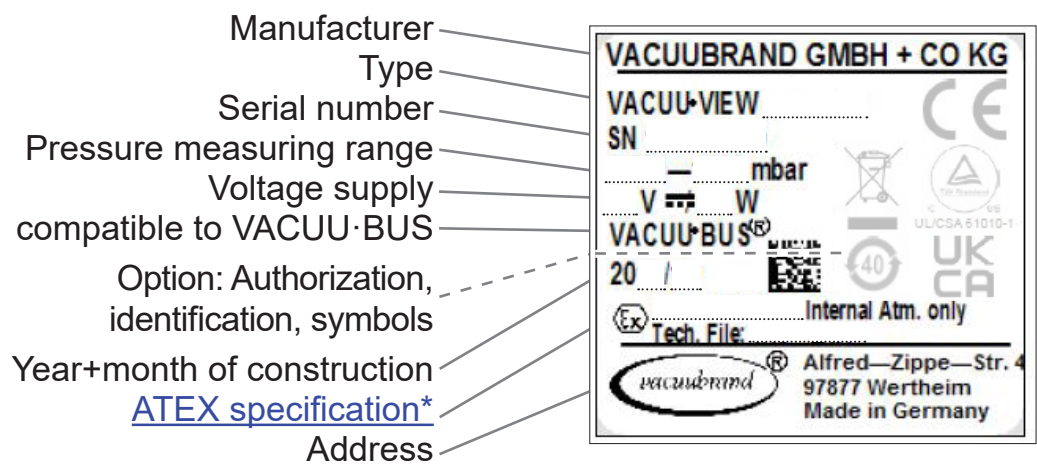 Manufacturer
Type
Serial number
Pressure measuring range
Voltage supply
compatible to VACUU·BUS
Option: Authorization,
identification, symbols
Year+month of construction
ATEX specification*
Address
VACUUBRAND GMBH + CO KG
VACUU•VIEW
SN
— mbar
V ⎓ W
VACUU•BUS®
20 /
Ex Internal Atm. only
Tech. File:
CE
UL/CSA 61010-1
40
UK
CA
vacuubrand ®
Alfred—Zippe—Str. 4
97877 Wertheim
Made in Germany